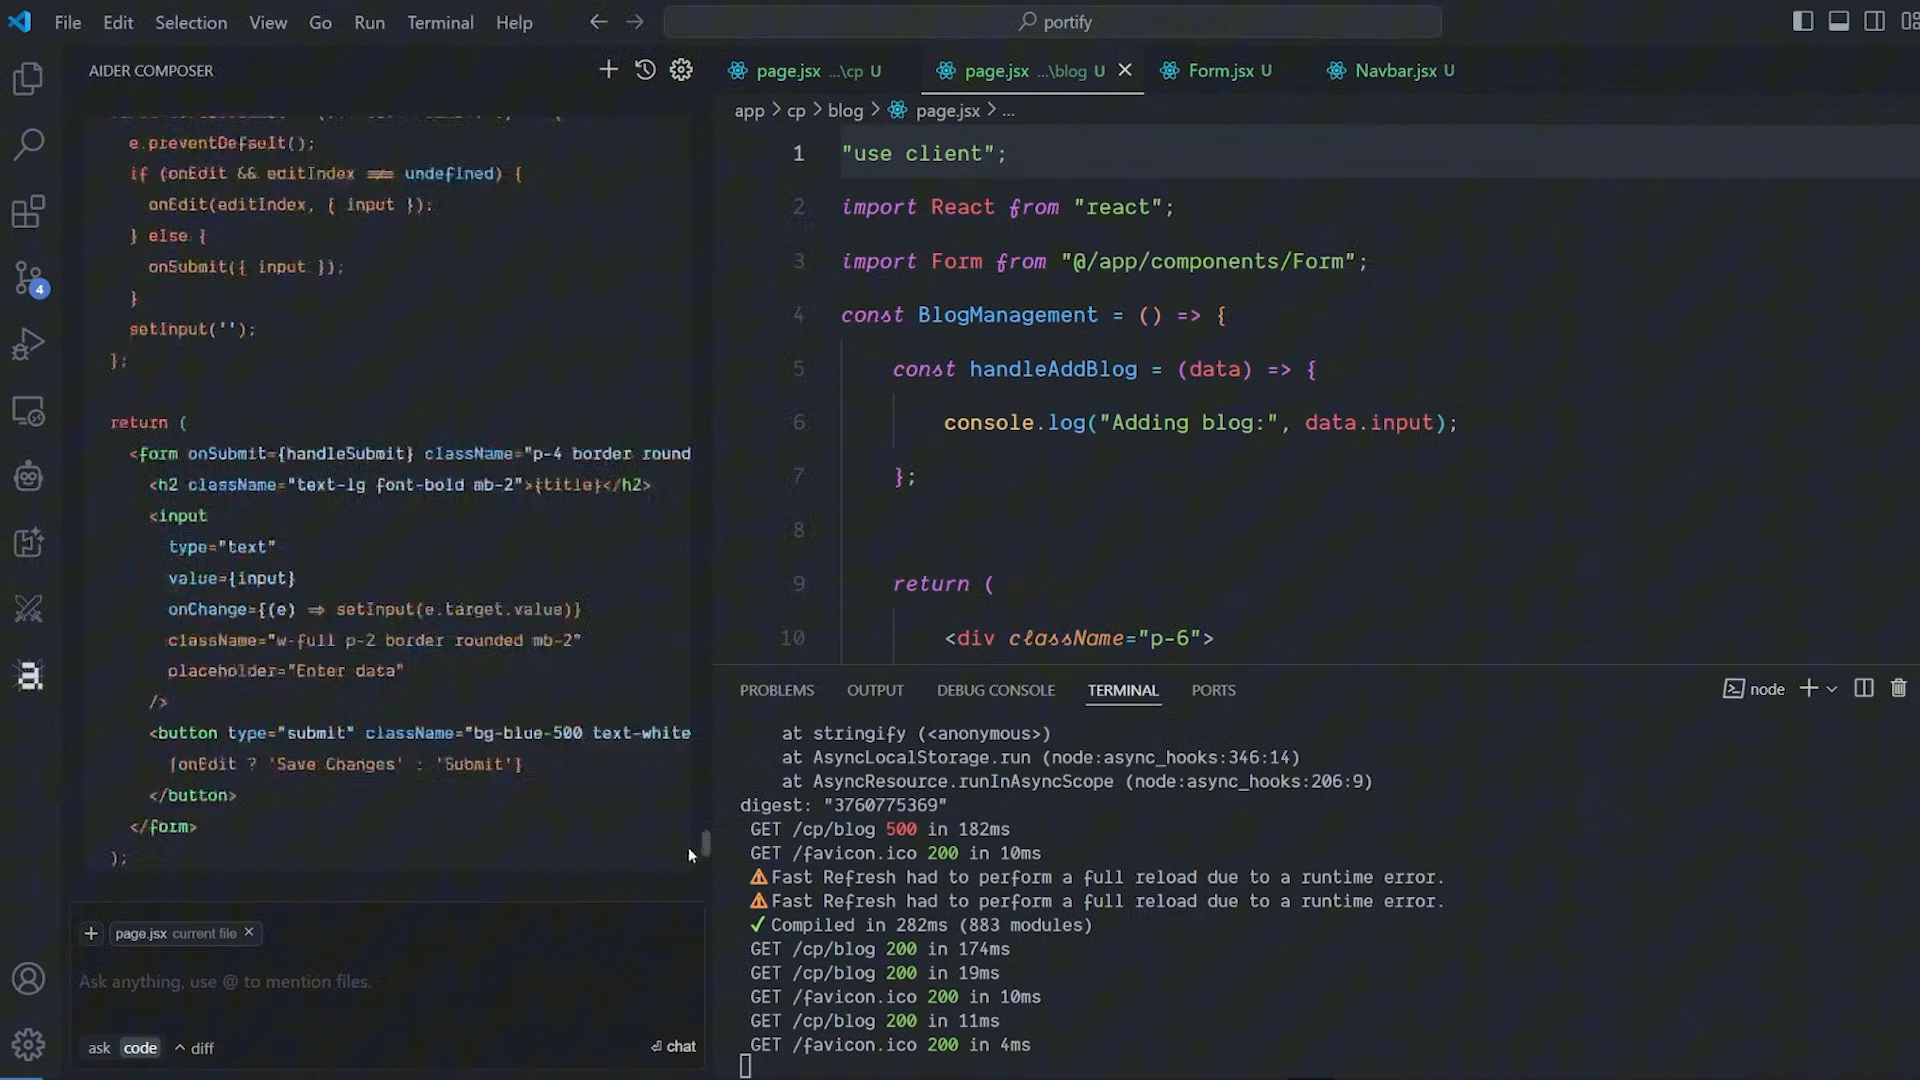 File Edit Selection View Go Run Terminal Help
portify
AIDER COMPOSER
e.preventDefault();
if (onEdit && editIndex === undefined) {
onEdit(editIndex, { input });
} else {
onSubmit({ input });
}
setInput('');
};
return (
<form onSubmit={handleSubmit} className="p-4 border round
<h2 className="text-lg font-bold mb-2">{title}</h2>
<input
type="text"
value={input}
onChange={(e) => setInput(e.target.value)}
className="w-full p-2 border rounded mb-2"
placeholder="Enter data"
/>
<button type="submit" className="bg-blue-500 text-white
{onEdit ? 'Save Changes' : 'Submit'}
</button>
</form>
);
page.jsx current file
Ask anything, use @ to mention files.
ask code ^ diff
chat
4
page.jsx ...\cp U
page.jsx ...\blog U
Form.jsx U
Navbar.jsx U
app > cp > blog > page.jsx > ...
1 "use client";
2 import React from "react";
3 import Form from "@/app/components/Form";
4 const BlogManagement = () => {
5 const handleAddBlog = (data) => {
6 console.log("Adding blog:", data.input);
7 };
8
9 return (
10 <div className="p-6">
PROBLEMS OUTPUT DEBUG CONSOLE TERMINAL PORTS
node
at stringify (<anonymous>)
at AsyncLocalStorage.run (node:async_hooks:346:14)
at AsyncResource.runInAsyncScope (node:async_hooks:206:9)
digest: "3760775369"
GET /cp/blog 500 in 182ms
GET /favicon.ico 200 in 10ms
⚠ Fast Refresh had to perform a full reload due to a runtime error.
⚠ Fast Refresh had to perform a full reload due to a runtime error.
✓ Compiled in 282ms (883 modules)
GET /cp/blog 200 in 174ms
GET /cp/blog 200 in 19ms
GET /favicon.ico 200 in 10ms
GET /cp/blog 200 in 11ms
GET /favicon.ico 200 in 4ms